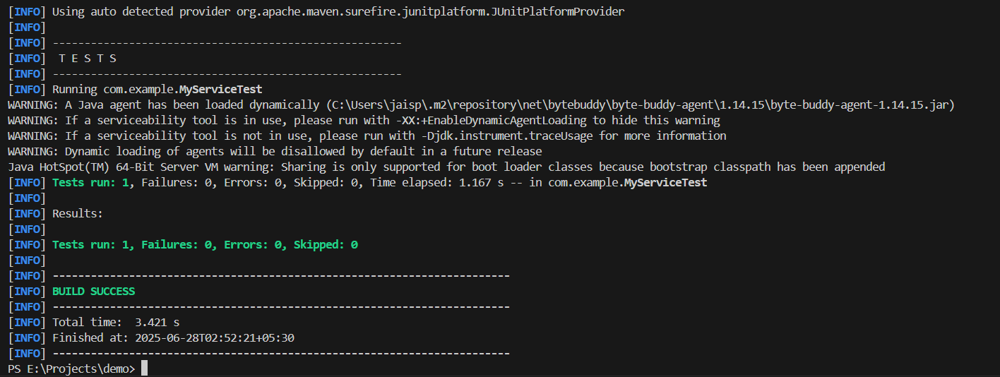 [INFO] Using auto detected provider org.apache.maven.surefire.junitplatform.JUnitPlatformProvider
[INFO]
[INFO] -------------------------------------------------------
[INFO]  T E S T S
[INFO] -------------------------------------------------------
[INFO] Running com.example.MyServiceTest
WARNING: A Java agent has been loaded dynamically (C:\Users\jaisp\.m2\repository\net\bytebuddy\byte-buddy-agent\1.14.15\byte-buddy-agent-1.14.15.jar)
WARNING: If a serviceability tool is in use, please run with -XX:+EnableDynamicAgentLoading to hide this warning
WARNING: If a serviceability tool is not in use, please run with -Djdk.instrument.traceUsage for more information
WARNING: Dynamic loading of agents will be disallowed by default in a future release
Java HotSpot(TM) 64-Bit Server VM warning: Sharing is only supported for boot loader classes because bootstrap classpath has been appended
[INFO] Tests run: 1, Failures: 0, Errors: 0, Skipped: 0, Time elapsed: 1.167 s -- in com.example.MyServiceTest
[INFO]
[INFO] Results:
[INFO]
[INFO] Tests run: 1, Failures: 0, Errors: 0, Skipped: 0
[INFO]
[INFO] ------------------------------------------------------------------------
[INFO] BUILD SUCCESS
[INFO] ------------------------------------------------------------------------
[INFO] Total time:  3.421 s
[INFO] Finished at: 2025-06-28T02:52:21+05:30
[INFO] ------------------------------------------------------------------------
PS E:\Projects\demo>